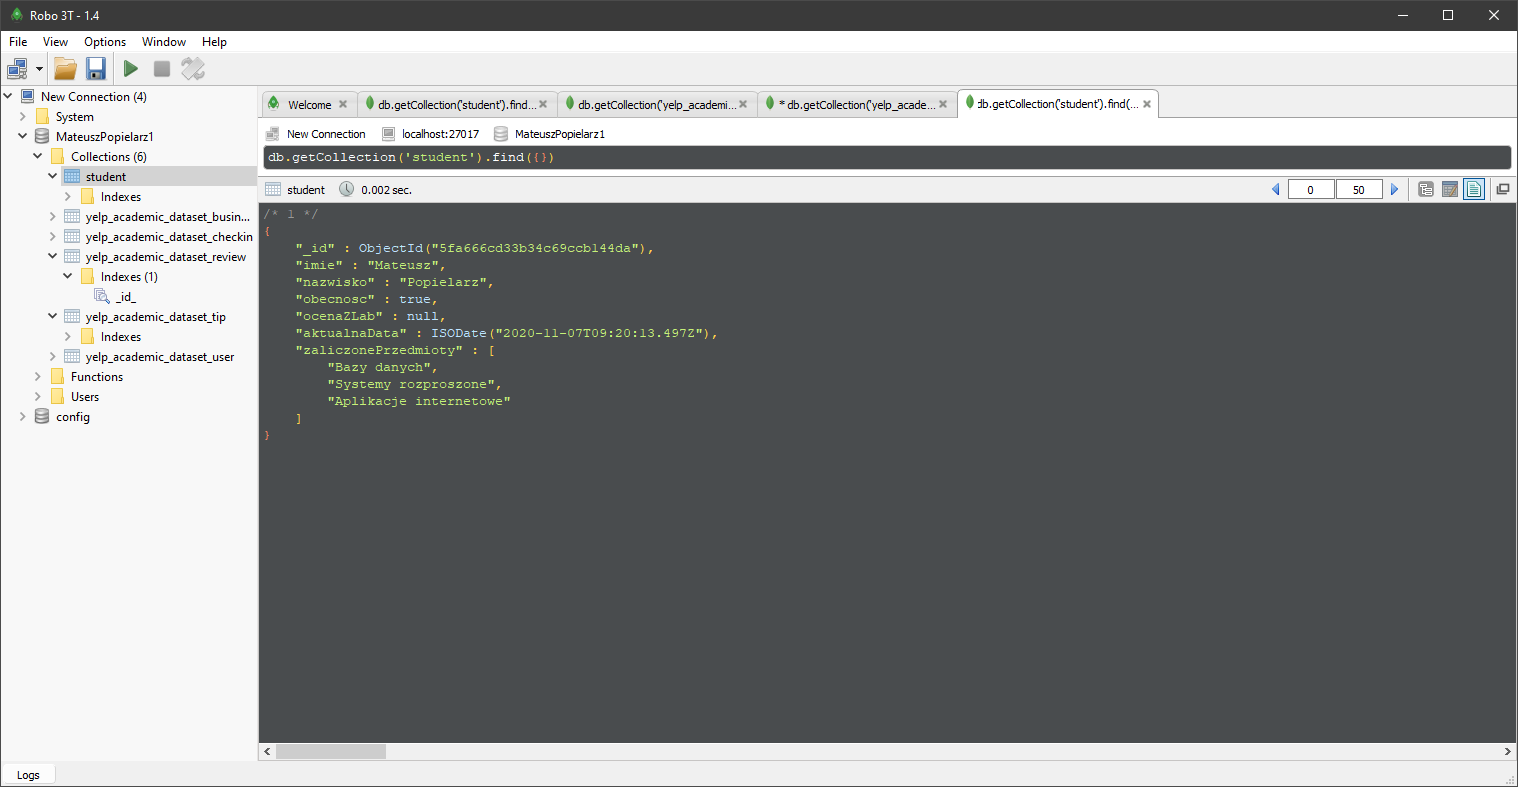 Robo 3T - 1.4
File View Options Window Help
New Connection (4)
System
MateuszPopielarz1
Collections (6)
student
Indexes
yelp_academic_dataset_busin...
yelp_academic_dataset_checkin
yelp_academic_dataset_review
Indexes (1)
_id_
yelp_academic_dataset_tip
Indexes
yelp_academic_dataset_user
Functions
Users
config
Welcome db.getCollection('student').find... db.getCollection('yelp_academi... * db.getCollection('yelp_acade... db.getCollection('student').find(...
New Connection localhost:27017 MateuszPopielarz1
db.getCollection('student').find({})
student 0.002 sec. 0 50
/* 1 */
{
"_id" : ObjectId("5fa666cd33b34c69ccb144da"),
"imie" : "Mateusz",
"nazwisko" : "Popielarz",
"obecnosc" : true,
"ocenaZLab" : null,
"aktualnaData" : ISODate("2020-11-07T09:20:13.497Z"),
"zaliczonePrzedmioty" : [
"Bazy danych",
"Systemy rozproszone",
"Aplikacje internetowe"
]
}
Logs